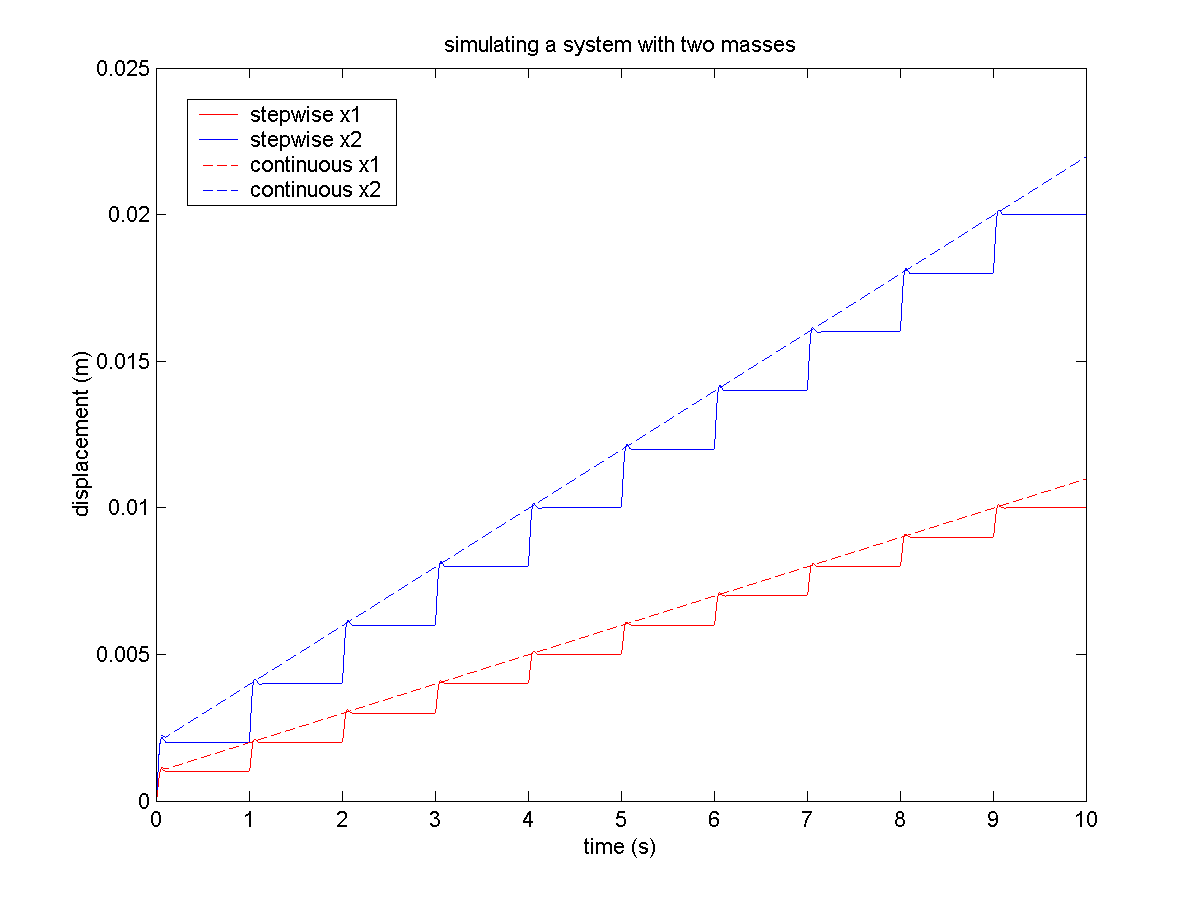 simulating a system with two masses
0.025
0.02
0.015
0.01
0.005
0
displacement (m)
stepwise x1
stepwise x2
continuous x1
continuous x2
0 1 2 3 4 5 6 7 8 9 10
time (s)